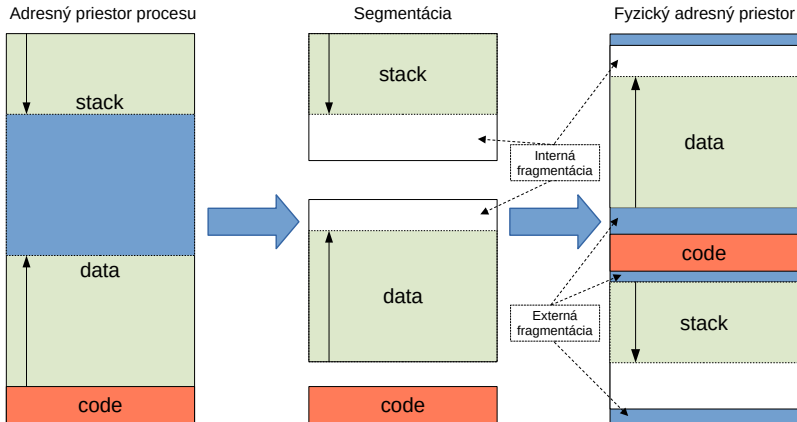 Adresný priestor procesu
Segmentácia
Fyzický adresný priestor
stack
data
code
stack
data
code
Interná
fragmentácia
Externá
fragmentácia
data
code
stack